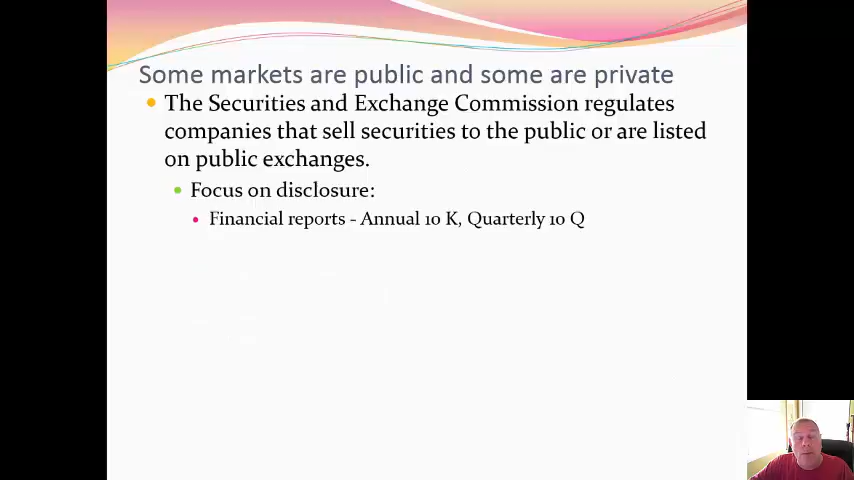 Some markets are public and some are private
The Securities and Exchange Commission regulates
companies that sell securities to the public or are listed
on public exchanges.
Focus on disclosure:
Financial reports - Annual 10 K, Quarterly 10 Q